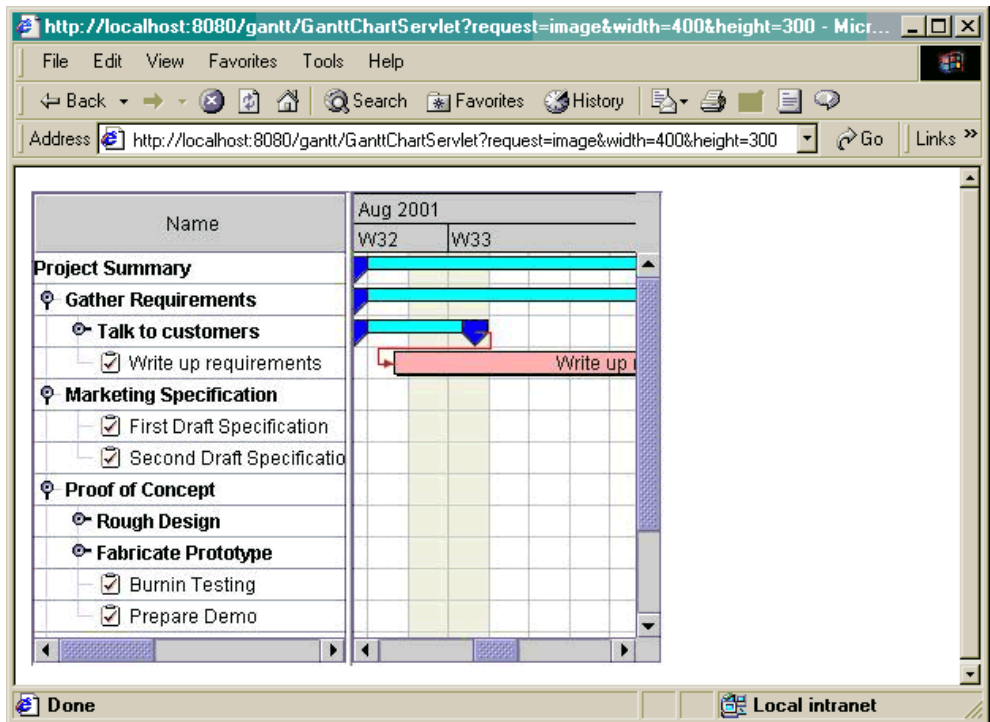 http://localhost:8080/gantt/GanttChartServlet?request=image&width=400&height=300 - Micr...
File Edit View Favorites Tools Help
Back Search Favorites History
Address http://localhost:8080/gantt/GanttChartServlet?request=image&width=400&height=300 Go Links »
Name
Aug 2001
W32 W33
Project Summary
Gather Requirements
Talk to customers
Write up requirements
Write up
Marketing Specification
First Draft Specification
Second Draft Specificatio
Proof of Concept
Rough Design
Fabricate Prototype
Burnin Testing
Prepare Demo
Done Local intranet